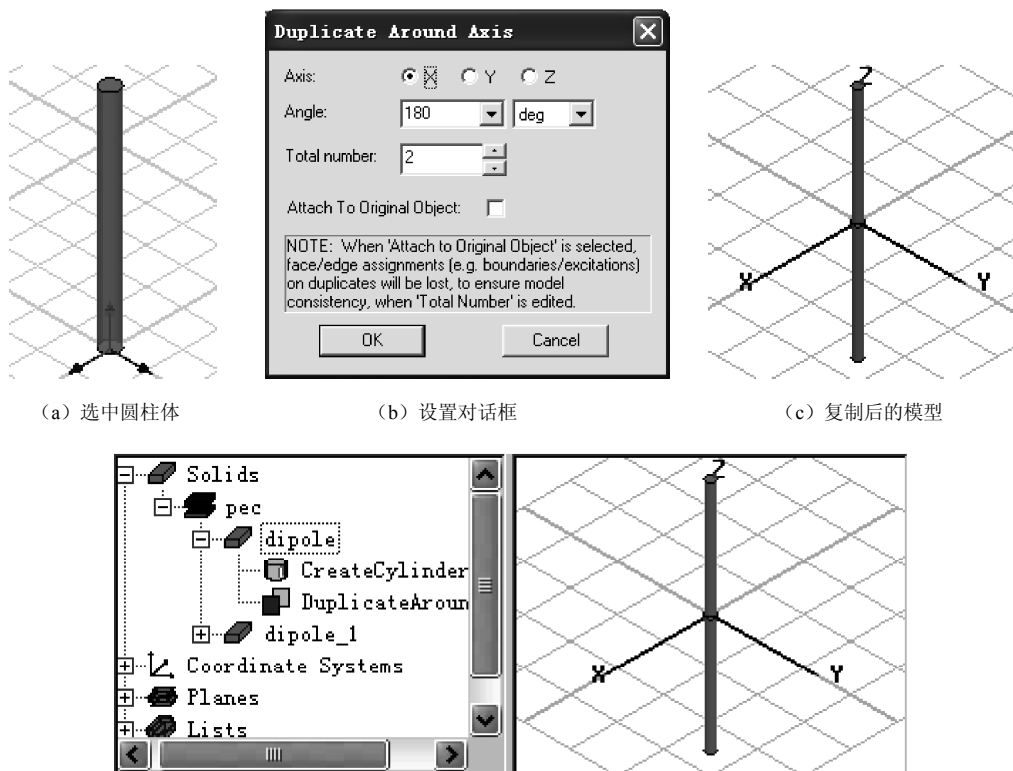 Duplicate Around Axis
Axis: X Y Z
Angle: 180 deg
Total number: 2
Attach To Original Object:
NOTE: When 'Attach to Original Object' is selected,
face/edge assignments (e.g. boundaries/excitations)
on duplicates will be lost, to ensure model
consistency, when 'Total Number' is edited.
OK Cancel
Z
X Y
（a）选中圆柱体 （b）设置对话框 （c）复制后的模型
Solids
pec
dipole
CreateCylinder
DuplicateAroun
dipole_1
Coordinate Systems
Planes
Lists
Z
X Y